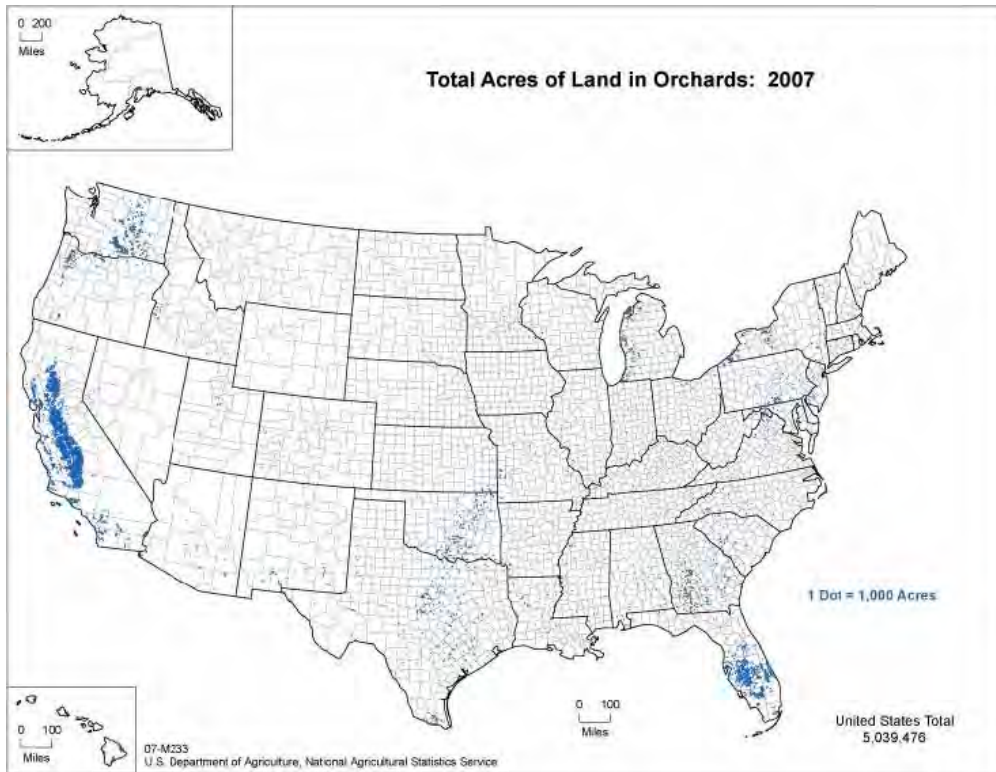 0 200
Miles
Total Acres of Land in Orchards: 2007
1 Dot = 1,000 Acres
0 100
Miles
0 100
Miles
07-M233
U.S. Department of Agriculture, National Agricultural Statistics Service
United States Total
5,039,476